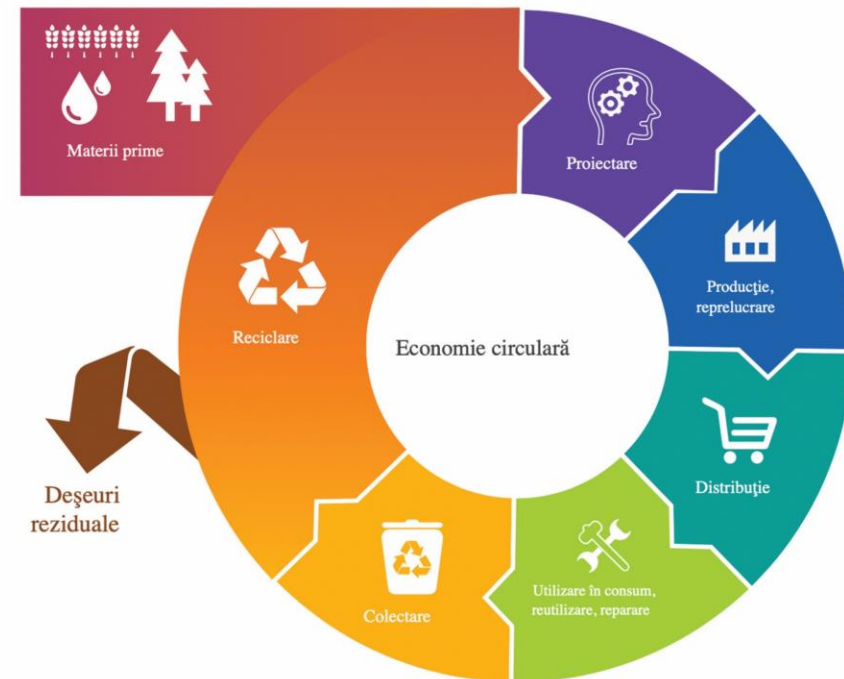 Materii prime
Proiectare
Producţie,
reprelucrare
Distribuţie
Utilizare în consum,
reutilizare, reparare
Colectare
Reciclare
Economie circulară
Deşeuri
reziduale